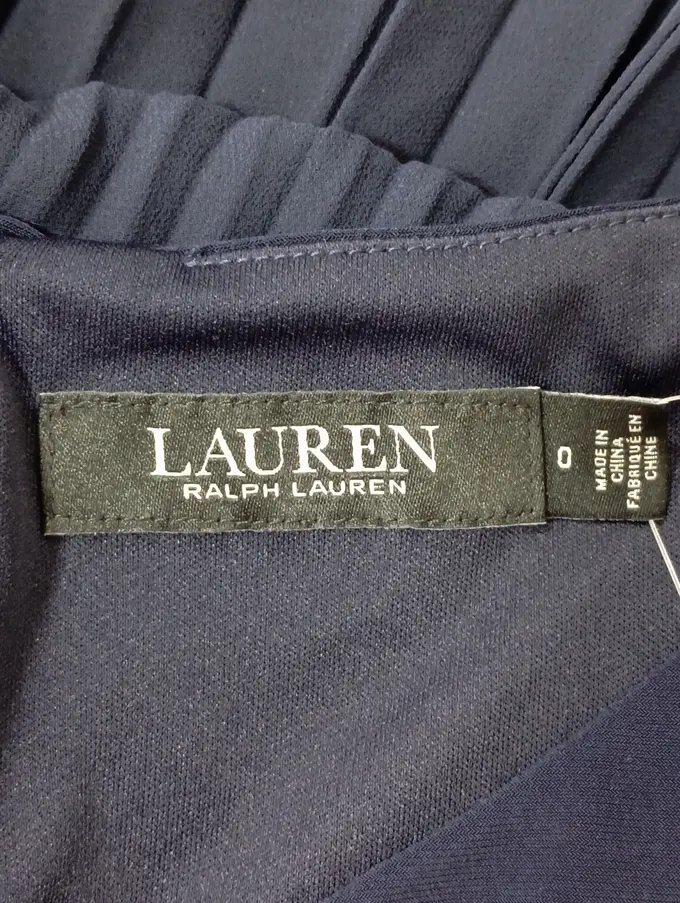 LAUREN
RALPH LAUREN
0
MADE IN
CHINA
FABRIQUÉ EN
CHINE